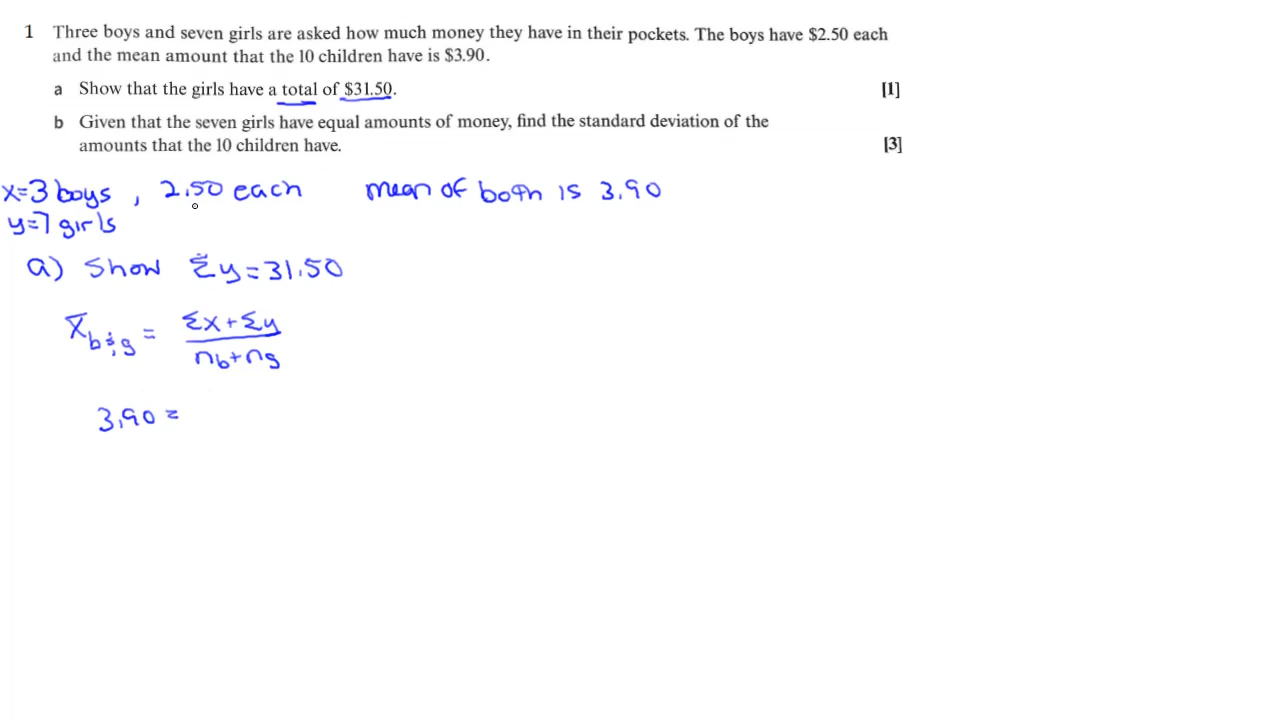 1 Three boys and seven girls are asked how much money they have in their pockets. The boys have $2.50 each
and the mean amount that the 10 children have is $3.90.
a Show that the girls have a total of $31.50. [1]
b Given that the seven girls have equal amounts of money, find the standard deviation of the
amounts that the 10 children have. [3]
x=3 boys , 2.50 each mean of both is 3.90
y=7 girls
a) Show Σy=31.50
x̄b&g = Σx+Σy
nb+ng
3.90 =